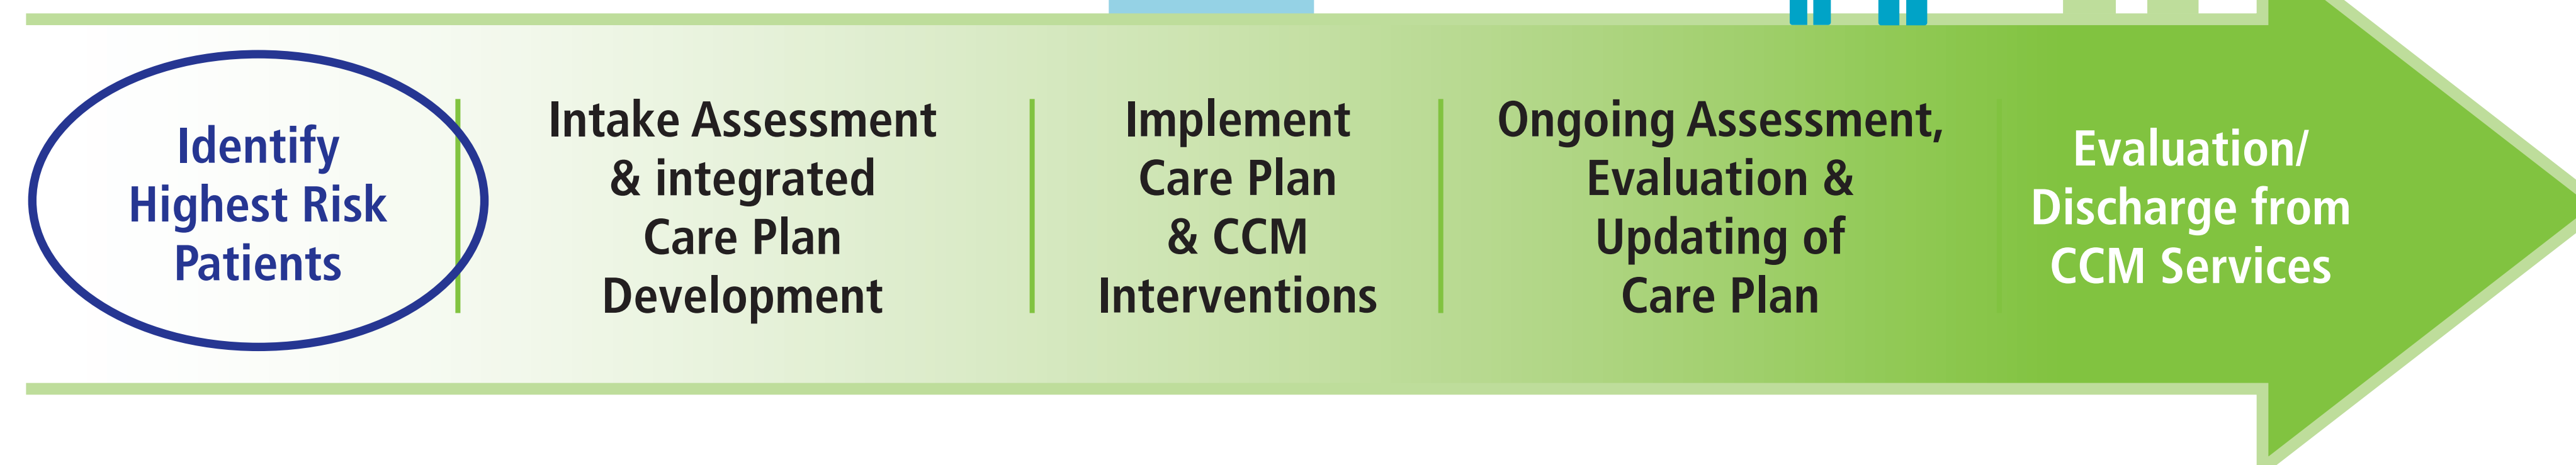 Identify
Highest Risk
Patients
Intake Assessment
& integrated
Care Plan
Development
Implement
Care Plan
& CCM
Interventions
Ongoing Assessment,
Evaluation &
Updating of
Care Plan
Evaluation/
Discharge from
CCM Services